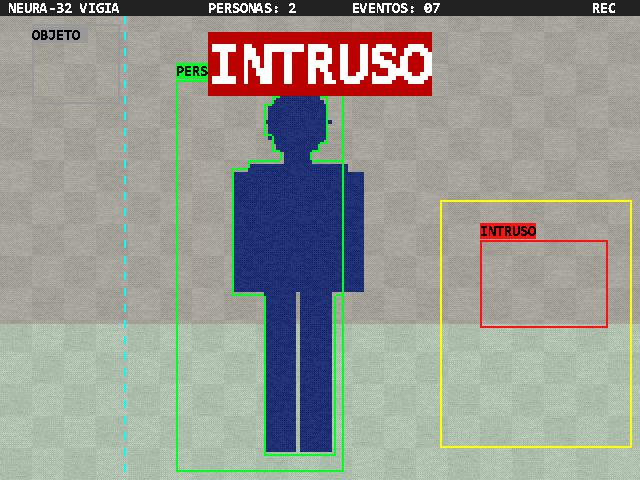 NEURA-32 VIGIA PERSONAS: 2 EVENTOS: 07 REC
OBJETO
INTRUSO
PERS
INTRUSO